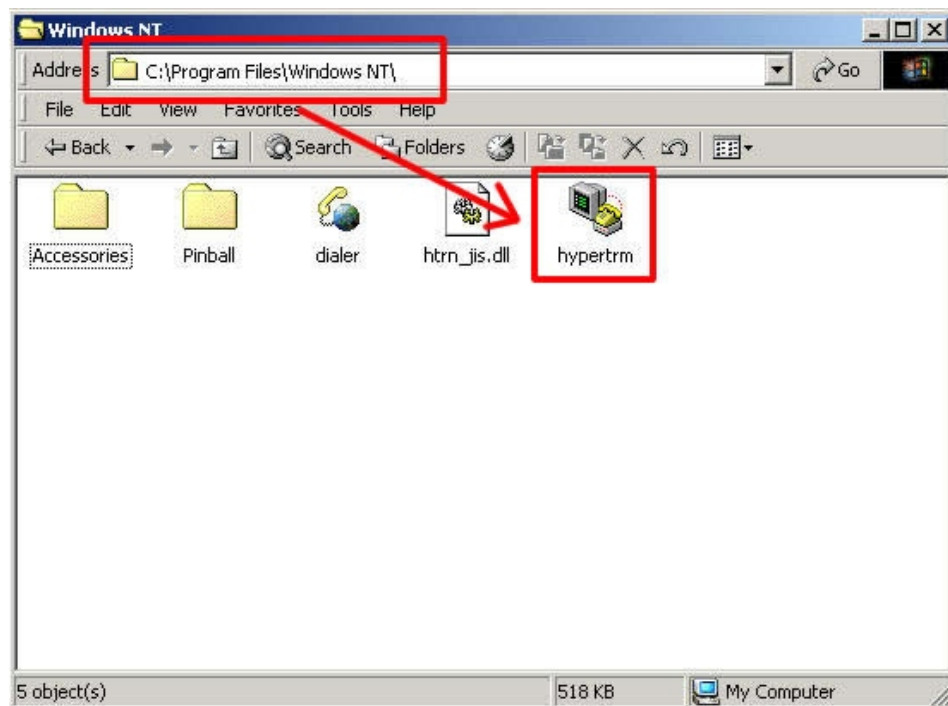 Windows NT
Address C:\Program Files\Windows NT\ Go
File Edit View Favorites Tools Help
Back Search Folders
Accessories Pinball dialer htrn_jis.dll hypertrm
5 object(s) 518 KB My Computer